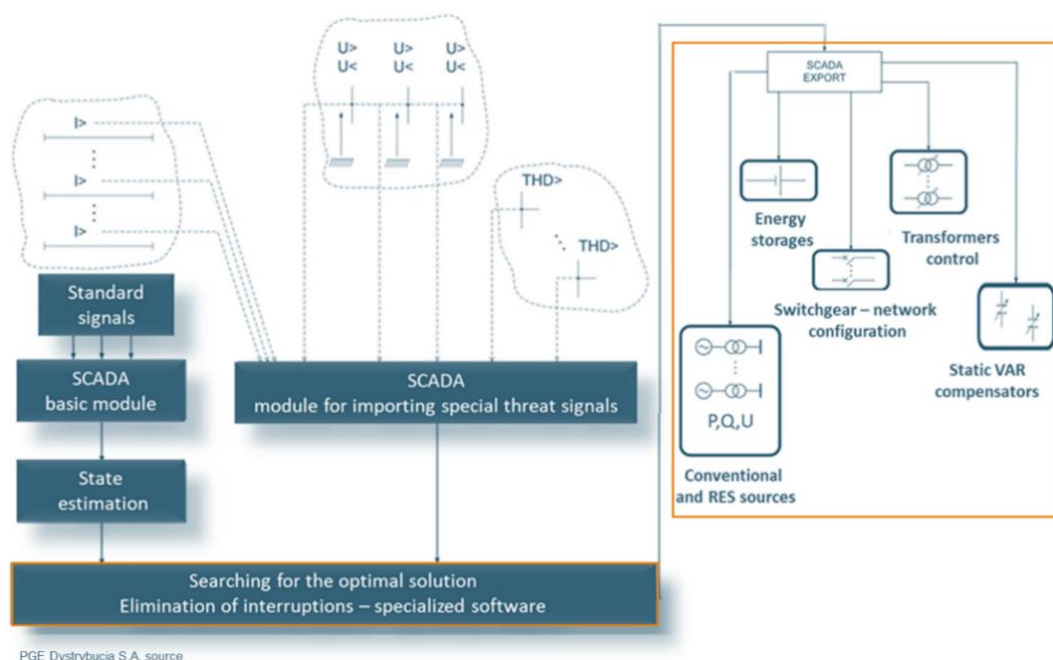 U> U> U>
U< U< U<
I>
I>
I>
THD>
THD>
Standard
signals
SCADA
basic module
State
estimation
SCADA
module for importing special threat signals
Searching for the optimal solution
Elimination of interruptions – specialized software
SCADA
EXPORT
Energy
storages
Transformers
control
Switchgear – network
configuration
Static VAR
compensators
P,Q,U
Conventional
and RES sources
PGE Dystrybucja S.A. source